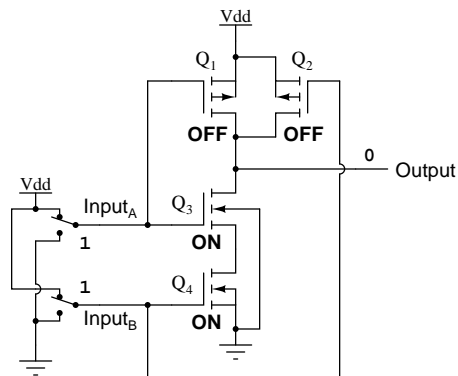 Vdd
Q1 Q2
OFF OFF
0
Output
Vdd
InputA
Q3
1
ON
1
Q4
InputB
ON